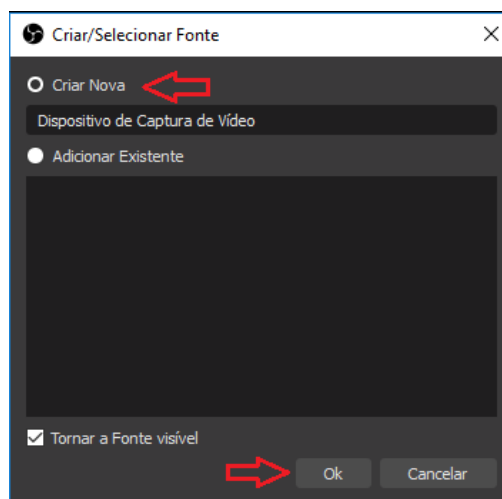 Criar/Selecionar Fonte
Criar Nova
Dispositivo de Captura de Vídeo
Adicionar Existente
Tornar a Fonte visível
Ok Cancelar